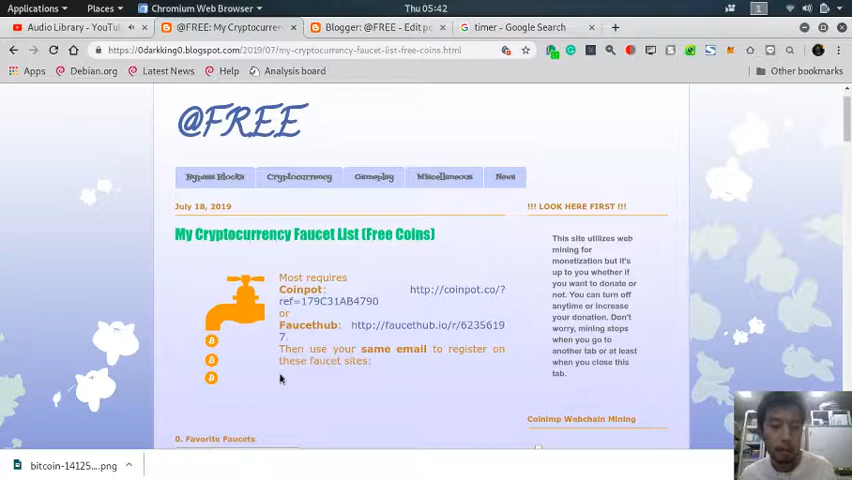 Applications Places Chromium Web Browser Thu 05:42 1
Audio Library - YouTub @FREE: My Cryptocurren Blogger: @FREE - Edit po timer - Google Search
https://0darkking0.blogspot.com/2019/07/my-cryptocurrency-faucet-list-free-coins.html
Apps Debian.org Latest News Help Analysis board Other bookmarks
@FREE
Bypass Blocks Cryptocurrency Gameplay Miscellaneous News
July 18, 2019
My Cryptocurrency Faucet List (Free Coins)
Most requires
Coinpot: http://coinpot.co/?
ref=179C31AB4790
or
Faucethub: http://faucethub.io/r/6235619
7.
Then use your same email to register on
these faucet sites:
0. Favorite Faucets
!!! LOOK HERE FIRST !!!
This site utilizes web
mining for
monetization but it's
up to you whether
if you want to donate
or not.
You can turn off
anytime or increase
your donation. Don't
worry, mining stops
when you go to
another tab or at least
when you close this
tab.
Coinimp Webchain Mining
bitcoin-14125....png